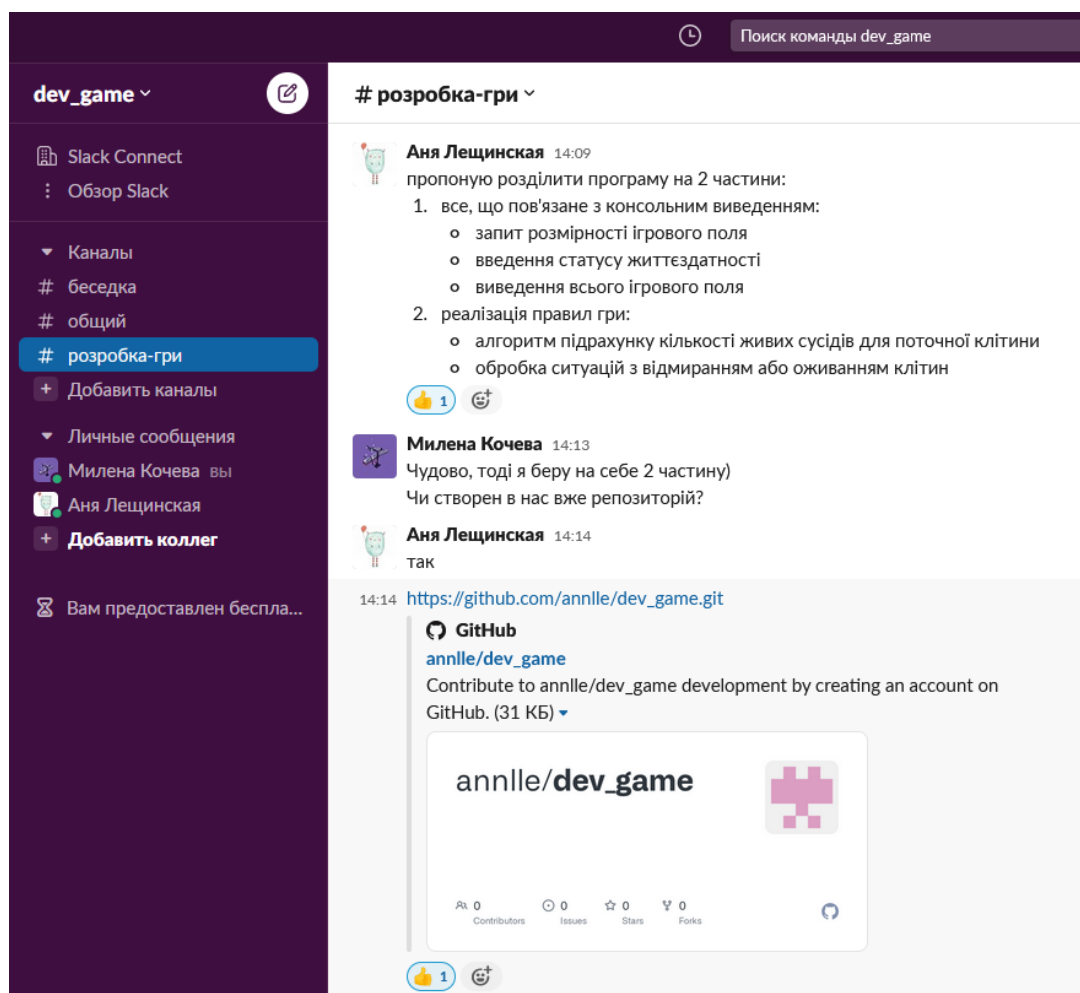 Поиск команды dev_game
dev_game
Slack Connect
Обзор Slack
Каналы
# беседка
# общий
# розробка-гри
+ Добавить каналы
Личные сообщения
Милена Кочева вы
Аня Лещинская
+ Добавить коллег
Вам предоставлен беспла...
# розробка-гри
Аня Лещинская 14:09
пропоную розділити програму на 2 частини:
1. все, що пов'язане з консольним виведенням:
o запит розмірності ігрового поля
o введення статусу життєздатності
o виведення всього ігрового поля
2. реалізація правил гри:
o алгоритм підрахунку кількості живих сусідів для поточної клітини
o обробка ситуацій з відмиранням або оживанням клітин
1
Милена Кочева 14:13
Чудово, тоді я беру на себе 2 частину)
Чи створен в нас вже репозиторій?
Аня Лещинская 14:14
так
14:14 https://github.com/annlle/dev_game.git
GitHub
annlle/dev_game
Contribute to annlle/dev_game development by creating an account on
GitHub. (31 КБ)
annlle/dev_game
0 0 0 0
Contributors Issues Stars Forks
1